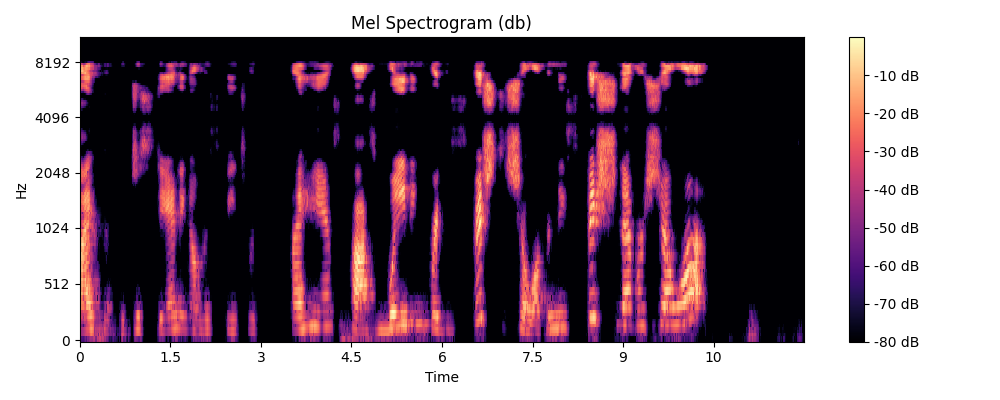 Mel Spectrogram (db)
8192
4096
2048
1024
512
0
Hz
0 1.5 3 4.5 6 7.5 9 10
Time
-10 dB
-20 dB
-30 dB
-40 dB
-50 dB
-60 dB
-70 dB
-80 dB